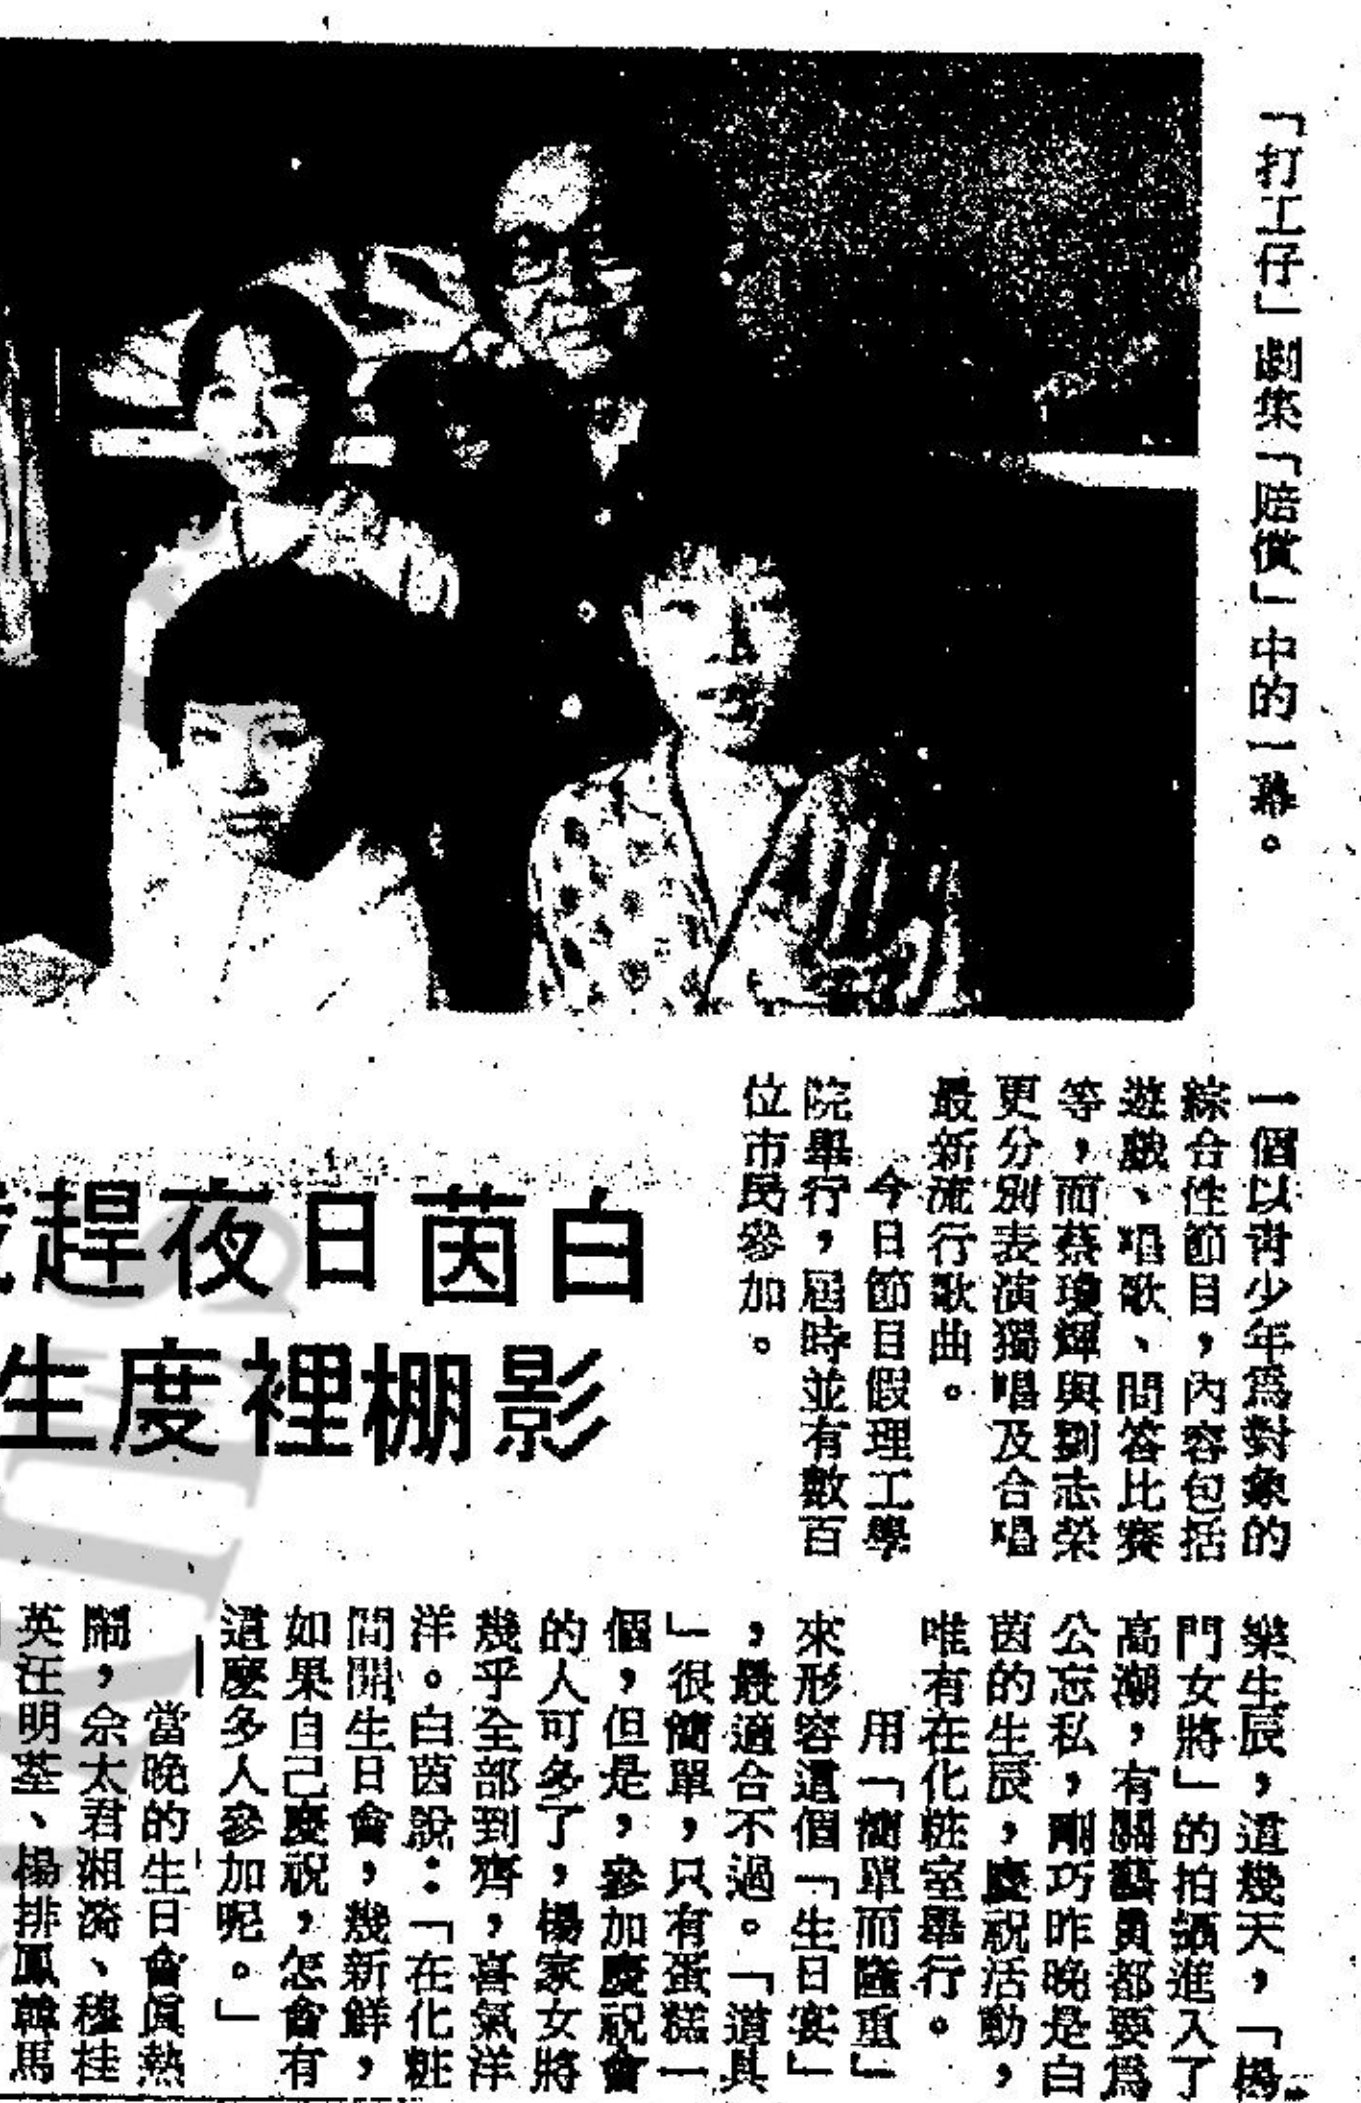 「打工仔」劇集「賠償」中的一幕。
一個以青少年爲對象的
綜合性節目，內容包括
遊戲、唱歌、問答比賽
等，而蔡瓊輝與劉志榮
更分別表演獨唱及合唱
最新流行歌曲。
今日節目假理工學
院舉行，屆時並有數百
位市民參加。
白茵日夜趕
影棚裡度生
樂生辰，這幾天，「楊
門女將」的拍攝進入了
高潮，有關藝員都要爲
公忘私，剛巧昨晚是白
茵的生辰，慶祝活動，
唯有在化粧室舉行。
用「簡單而隆重」
來形容這個「生日宴」
，最適合不過。「道具
」很簡單，只有蛋糕一
個，但是，參加慶祝會
的人可多了，楊家女將
幾乎全部到齊，喜氣洋
洋。白茵說：「在化粧
間開生日會，幾新鮮，
如果自己慶祝，怎會有
這麼多人參加呢。」
當晚的生日會眞熱
鬧，佘太君湘漪、穆桂
英汪明荃、楊排鳳韓馬